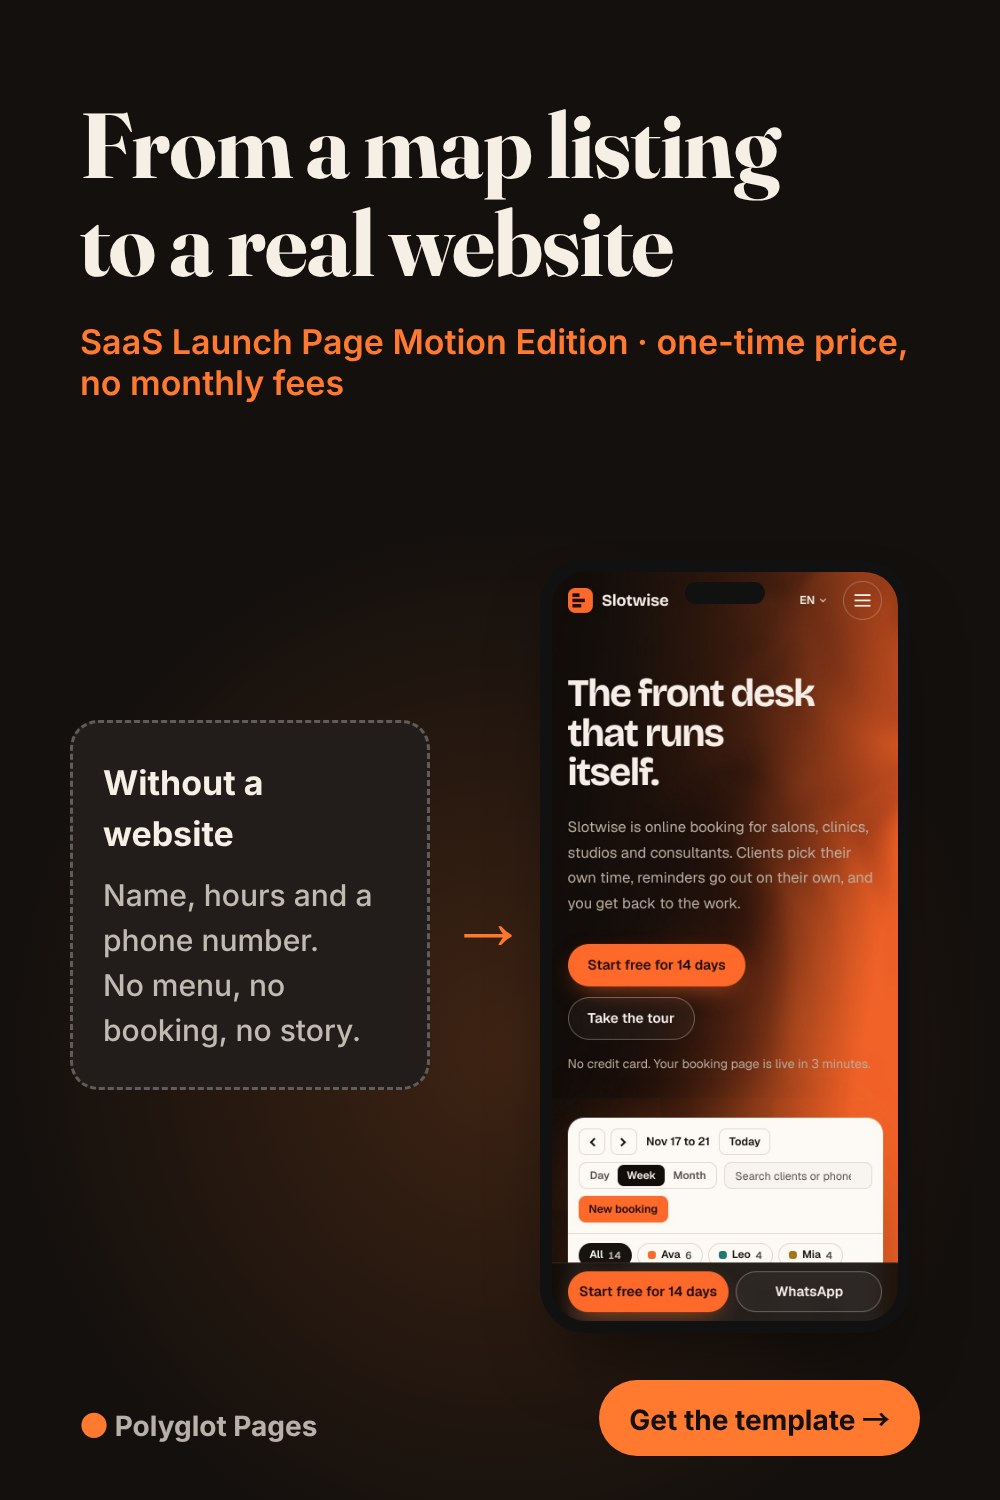 From a map listing
to a real website
SaaS Launch Page Motion Edition · one-time price,
no monthly fees
Without a
website
Name, hours and a
phone number.
No menu, no
booking, no story.
→
Slotwise
EN
The front desk
that runs
itself.
Slotwise is online booking for salons, clinics,
studios and consultants. Clients pick their
own time, reminders go out on their own, and
you get back to the work.
Start free for 14 days
Take the tour
No credit card. Your booking page is live in 3 minutes.
Nov 17 to 21 Today
Day Week Month Search clients or phone
New booking
All 14 Ava 6 Leo 4 Mia 4
Start free for 14 days WhatsApp
Polyglot Pages
Get the template →